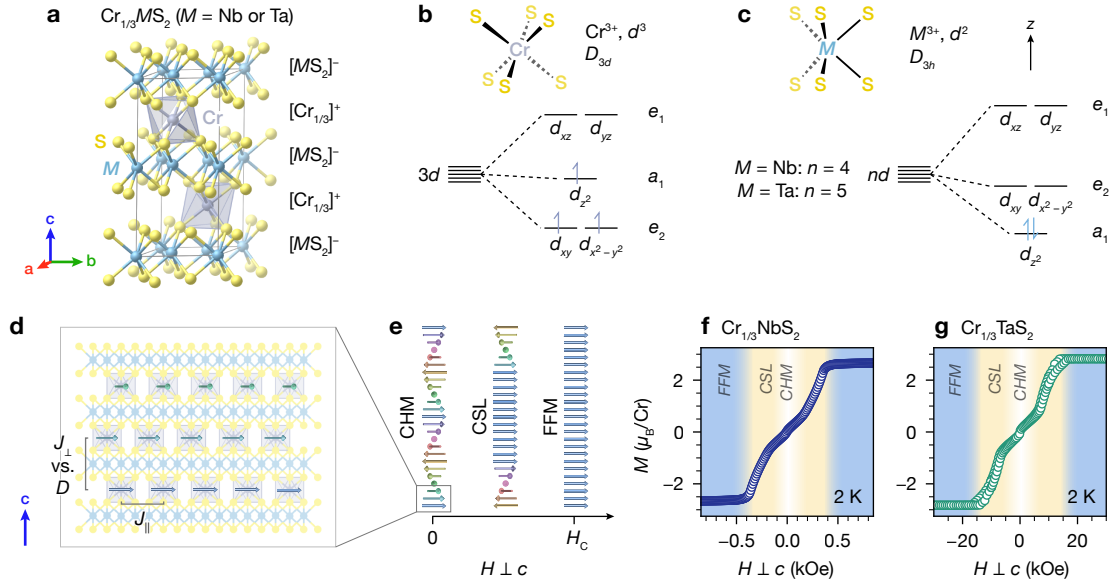 a
Cr1/3MS2 (M = Nb or Ta)
[MS2]−
[Cr1/3]+
[MS2]−
[Cr1/3]+
[MS2]−
Cr
S
M
c
b
a
b
S
S
S
Cr
S
S
S
Cr3+, d3
D3d
3d
e1
dxz dyz
a1
dz2
e2
dxy dx2−y2
c
S S
S
M
S S
S
M3+, d2
D3h
z
M = Nb: n = 4
M = Ta: n = 5
nd
e1
dxz dyz
e2
dxy dx2−y2
a1
dz2
d
J⊥
vs.
D
J||
c
e
CHM
CSL
FFM
0
HC
H ⊥ c
f
Cr1/3NbS2
FFM
CSL
CHM
M (μB/Cr)
2
0
−2
2 K
−0.5 0.0 0.5
H ⊥ c (kOe)
g
Cr1/3TaS2
FFM
CSL
CHM
2
0
−2
2 K
−20 0 20
H ⊥ c (kOe)